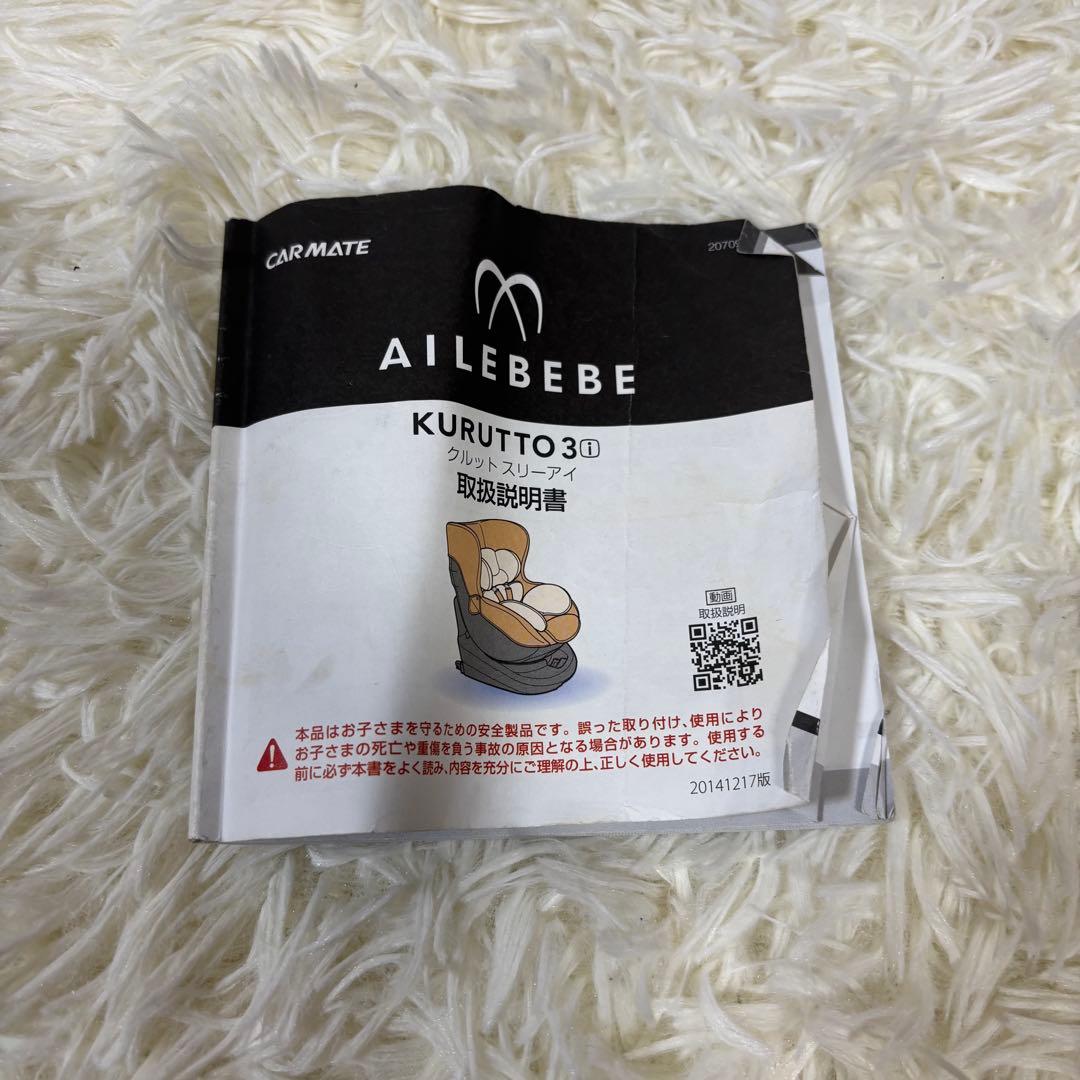 CAR MATE
AILEBEBE
KURUTTO 3 i
クルット スリーアイ
取扱説明書
動画
取扱説明
本品はお子さまを守るための安全製品です。誤った取り付け、使用により
お子さまの死亡や重傷を負う事故の原因となる場合があります。使用する
前に必ず本書をよく読み、内容を充分にご理解の上、正しく使用してください。
20141217版